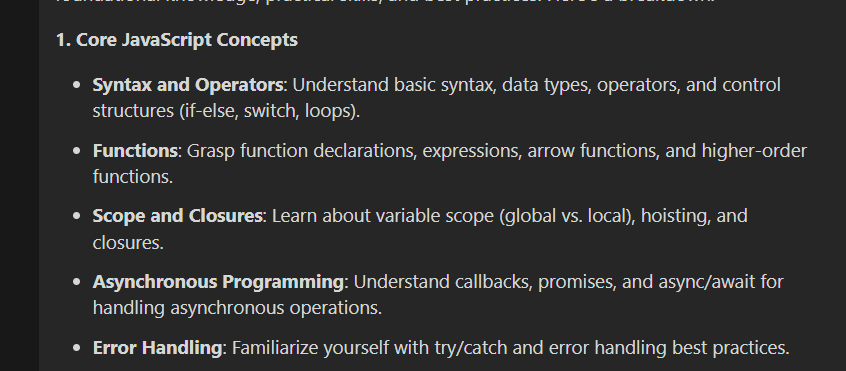 1. Core JavaScript Concepts
• Syntax and Operators: Understand basic syntax, data types, operators, and control
structures (if-else, switch, loops).
• Functions: Grasp function declarations, expressions, arrow functions, and higher-order
functions.
• Scope and Closures: Learn about variable scope (global vs. local), hoisting, and
closures.
• Asynchronous Programming: Understand callbacks, promises, and async/await for
handling asynchronous operations.
• Error Handling: Familiarize yourself with try/catch and error handling best practices.